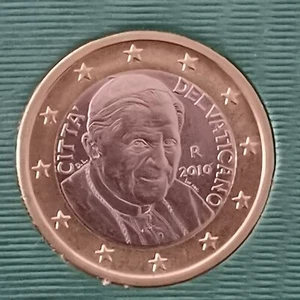 CITTA'
DEL VATICANO
R
2010